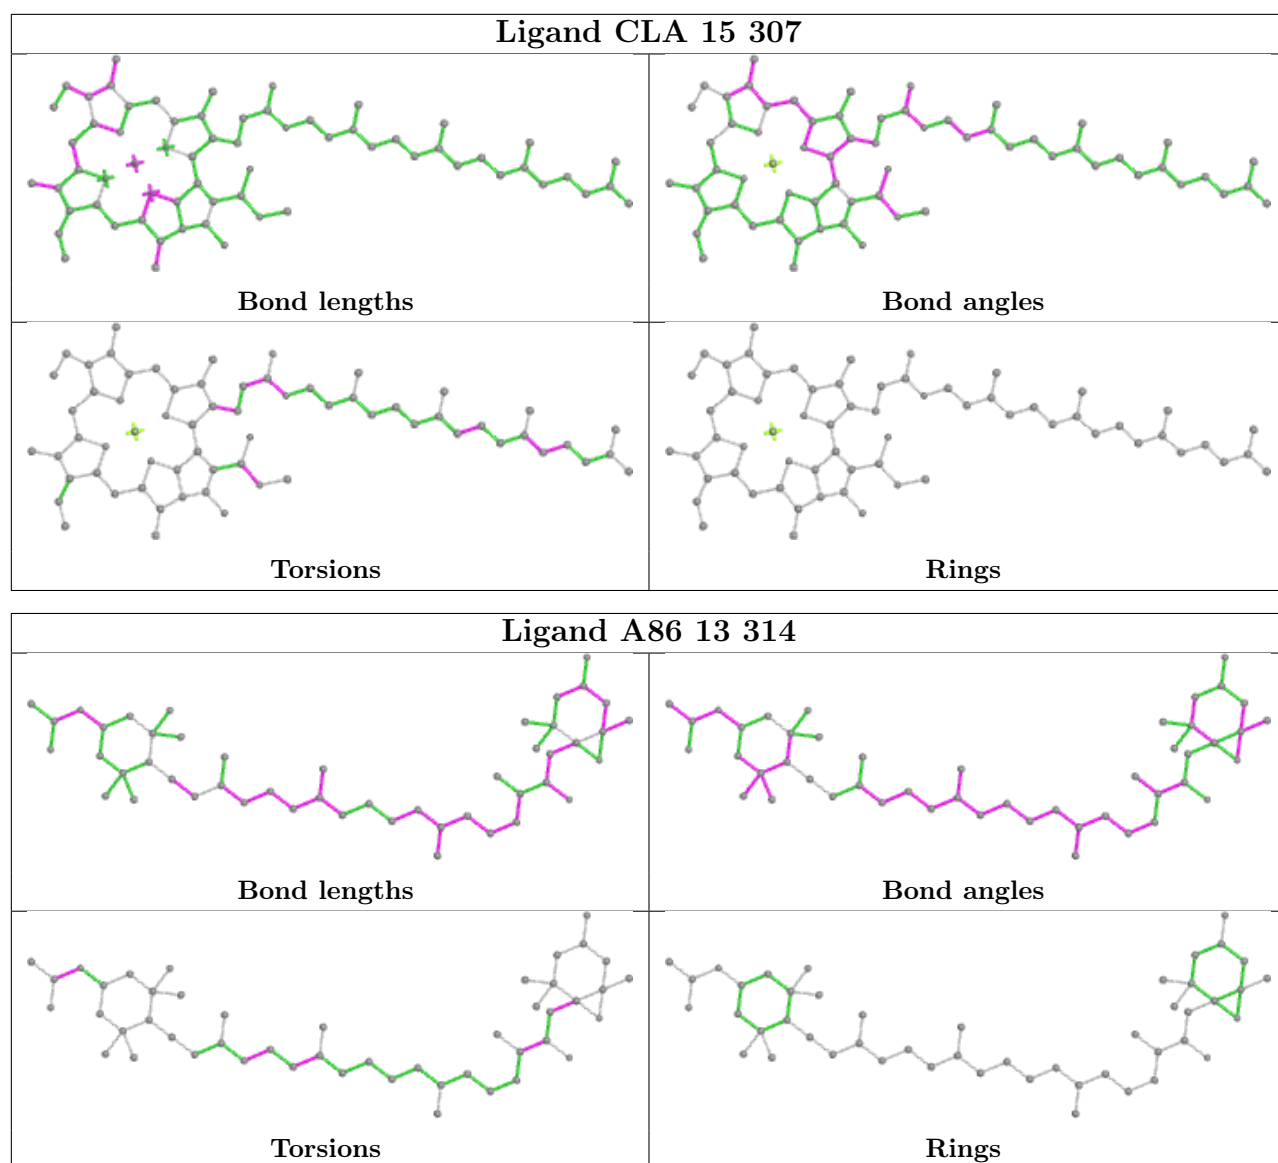 Ligand CLA 15 307
Bond lengths
Bond angles
Torsions
Rings
Ligand A86 13 314
Bond lengths
Bond angles
Torsions
Rings